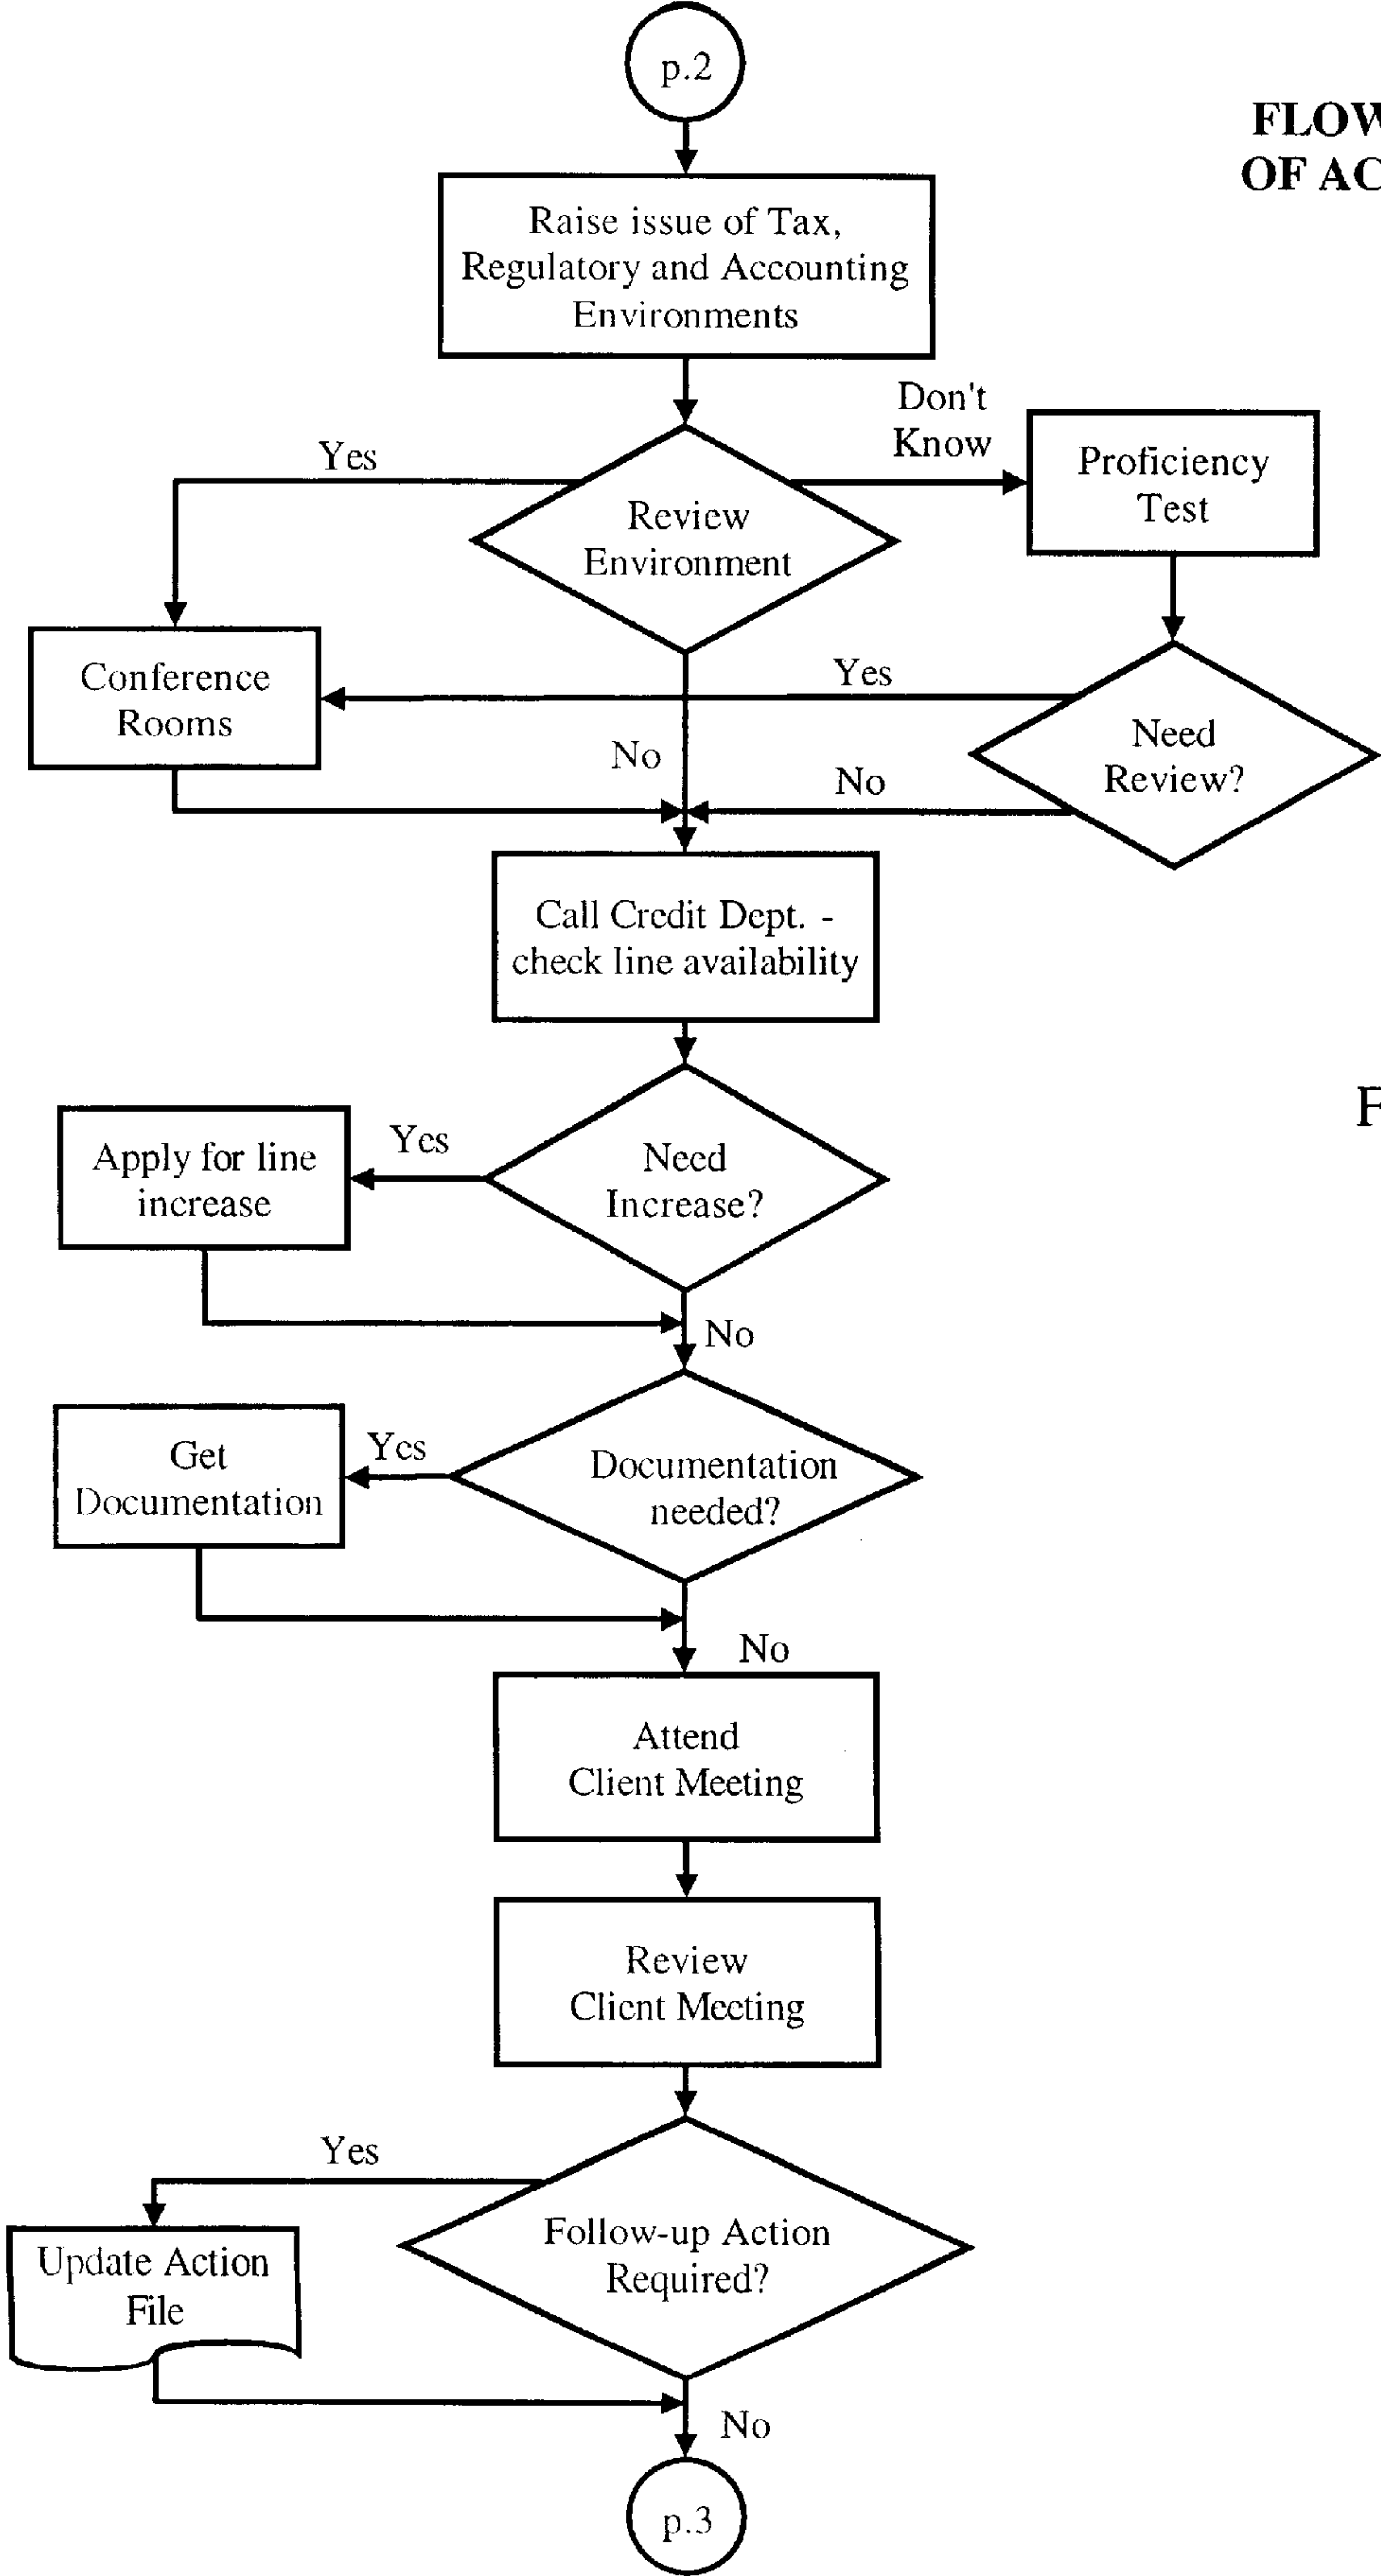 p.2
FLOW
OF AC
Raise issue of Tax,
Regulatory and Accounting
Environments
Don't
Know
Yes
Proficiency
Test
Review
Environment
Conference
Rooms
Yes
Need
Review?
No
No
Call Credit Dept. -
check line availability
F
Apply for line
increase
Yes
Need
Increase?
No
Get
Documentation
Yes
Documentation
needed?
No
Attend
Client Meeting
Review
Client Meeting
Yes
Follow-up Action
Required?
Update Action
File
No
p.3